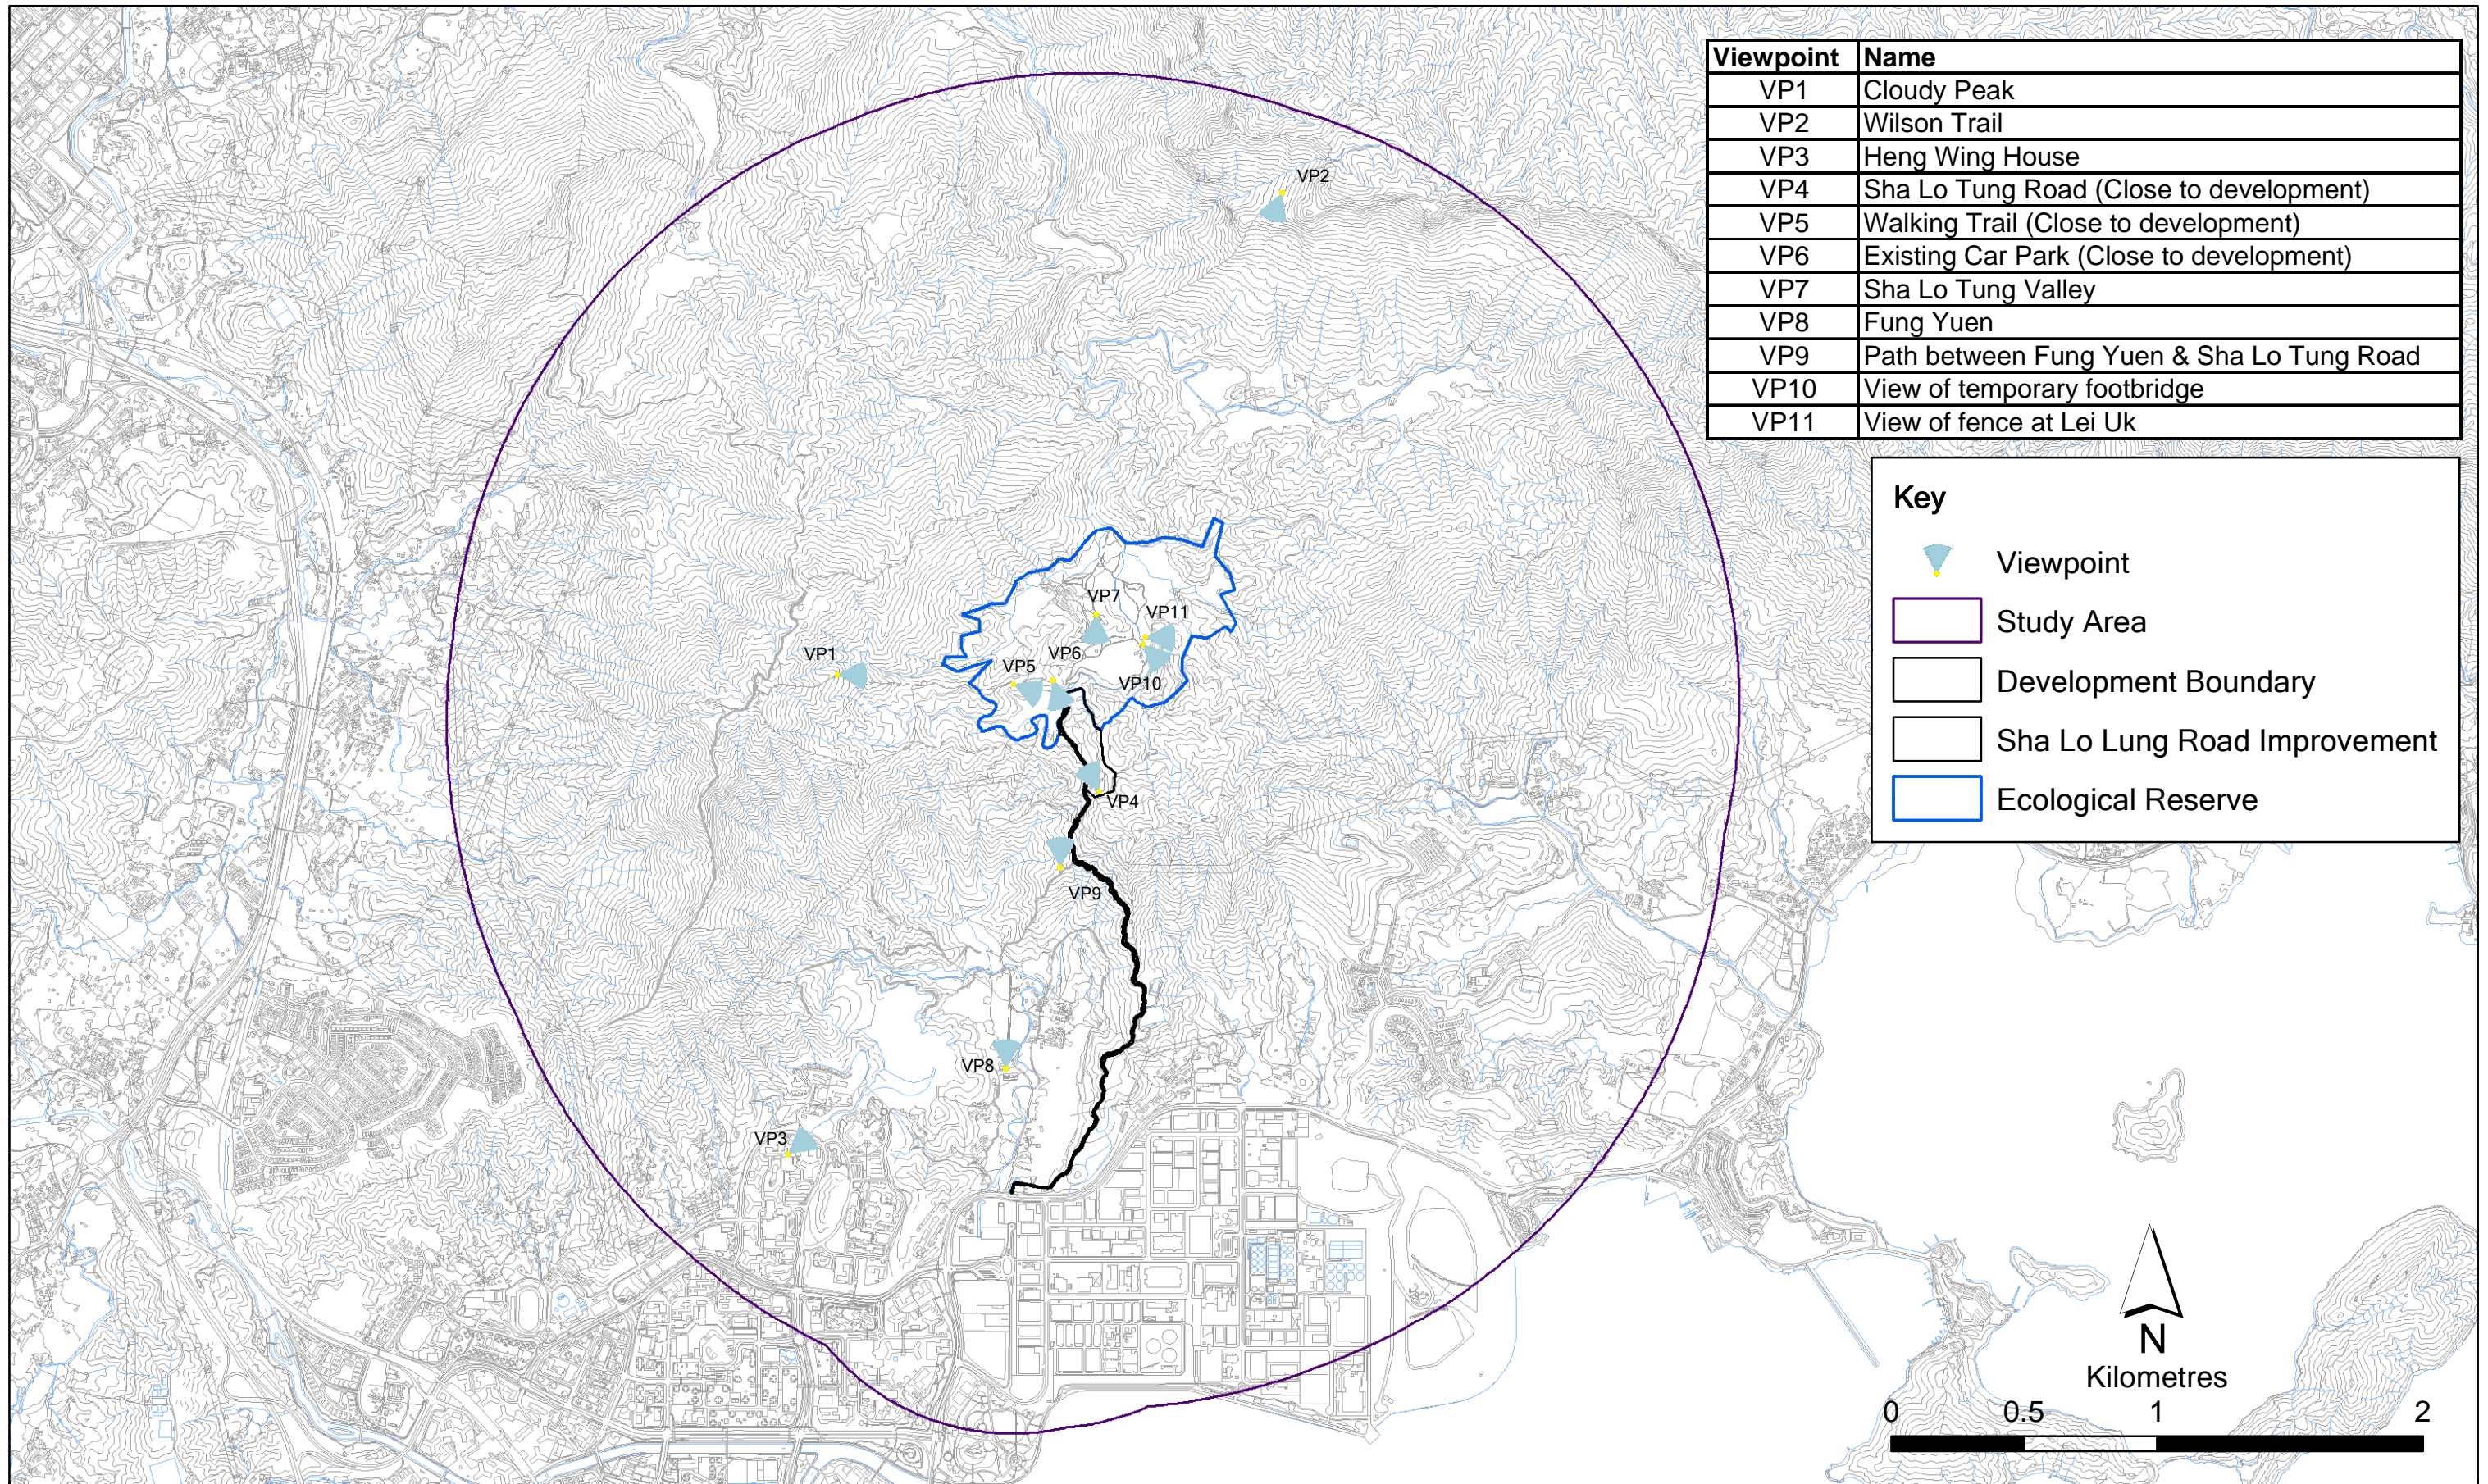 Viewpoint Name
VP1 Cloudy Peak
VP2 Wilson Trail
VP3 Heng Wing House
VP4 Sha Lo Tung Road (Close to development)
VP5 Walking Trail (Close to development)
VP6 Existing Car Park (Close to development)
VP7 Sha Lo Tung Valley
VP8 Fung Yuen
VP9 Path between Fung Yuen & Sha Lo Tung Road
VP10 View of temporary footbridge
VP11 View of fence at Lei Uk
Key
Viewpoint
Study Area
Development Boundary
Sha Lo Lung Road Improvement
Ecological Reserve
VP2
VP7
VP11
VP1
VP5
VP6
VP10
VP4
VP9
VP8
VP3
N
Kilometres
0 0.5 1 2